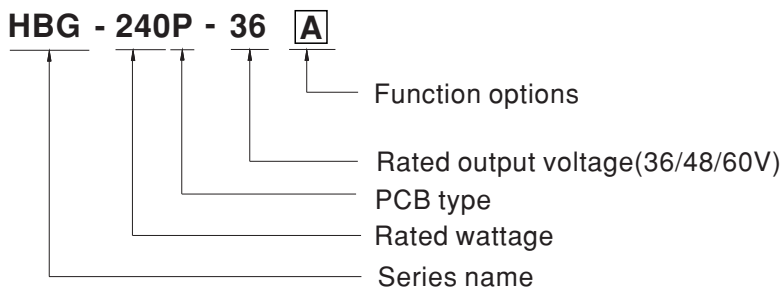 HBG - 240P - 36 A
Function options
Rated output voltage(36/48/60V)
PCB type
Rated wattage
Series name